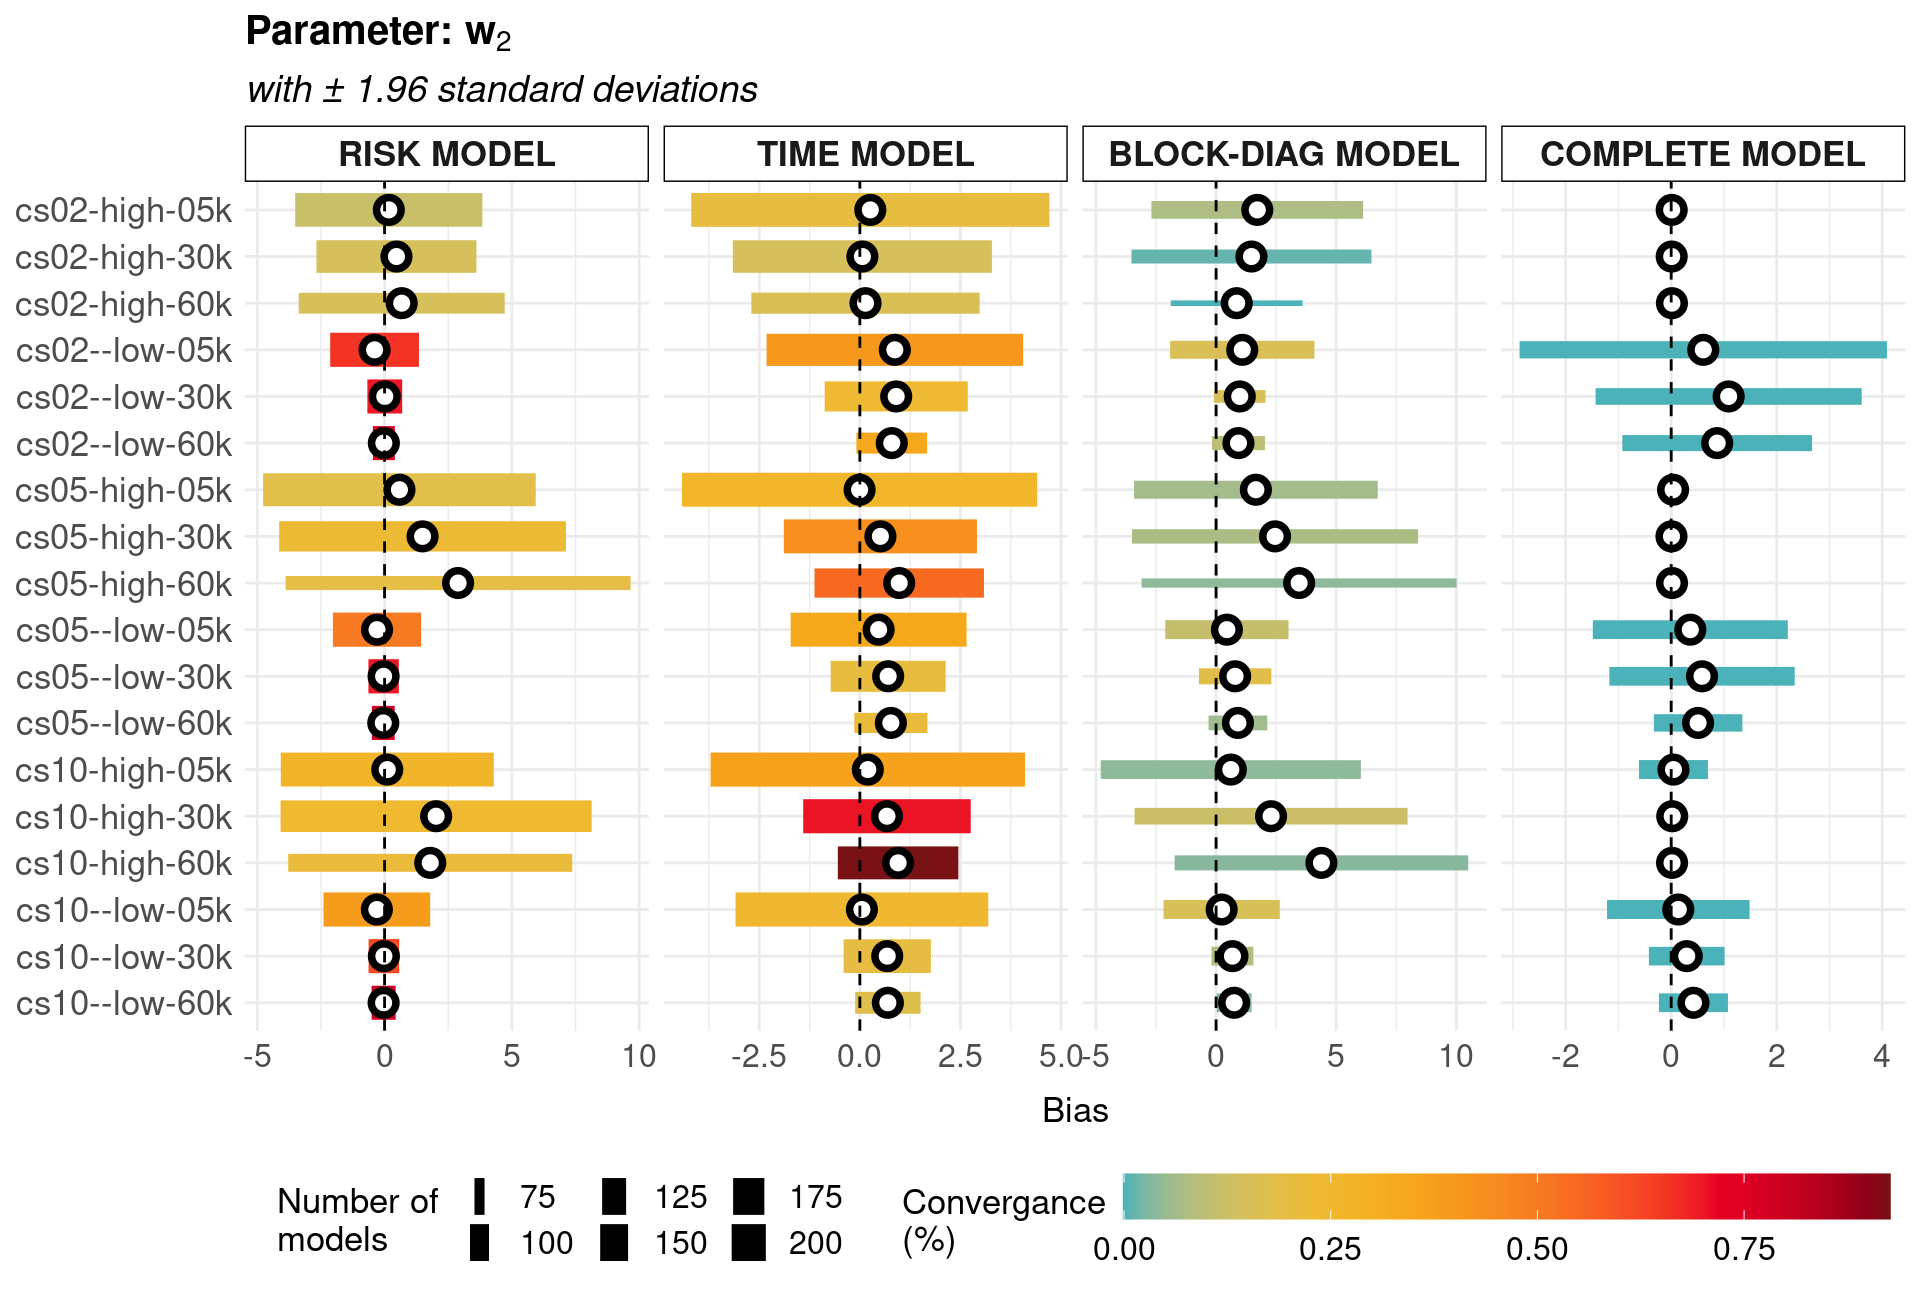 Parameter: w₂
with ± 1.96 standard deviations
RISK MODEL TIME MODEL BLOCK-DIAG MODEL COMPLETE MODEL
cs02-high-05k
cs02-high-30k
cs02-high-60k
cs02--low-05k
cs02--low-30k
cs02--low-60k
cs05-high-05k
cs05-high-30k
cs05-high-60k
cs05--low-05k
cs05--low-30k
cs05--low-60k
cs10-high-05k
cs10-high-30k
cs10-high-60k
cs10--low-05k
cs10--low-30k
cs10--low-60k
-5 0 5 10 -2.5 0.0 2.5 5.0 -5 0 5 10 -2 0 2 4
Bias
Number of models
75 125 175
100 150 200
Convergance (%)
0.00 0.25 0.50 0.75